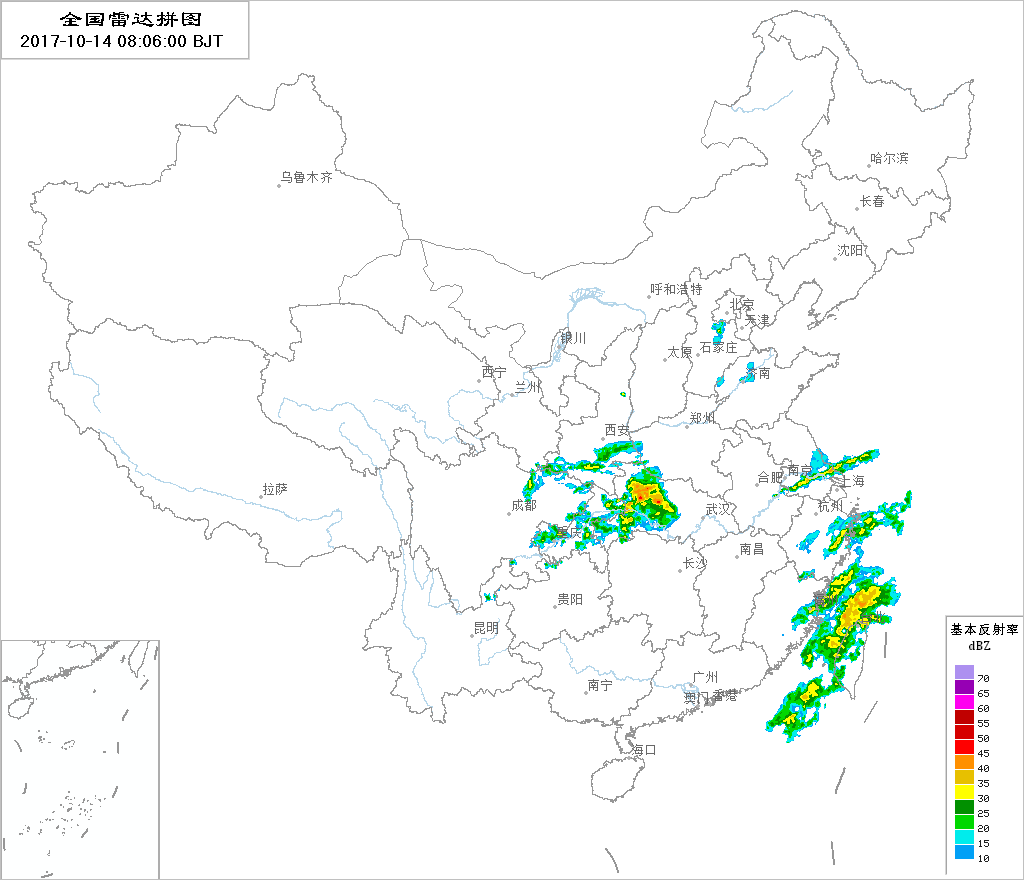 全国雷达拼图
2017-10-14 08:06:00 BJT
哈尔滨
乌鲁木齐
长春
沈阳
呼和浩特
北京
天津
银川
石家庄
太原
西宁
济南
兰州
郑州
西安
南京
合肥
上海
拉萨
成都
武汉
杭州
重庆
南昌
长沙
贵阳
昆明
广州
南宁
澳门
香港
海口
基本反射率
dBZ
70
65
60
55
50
45
40
35
30
25
20
15
10